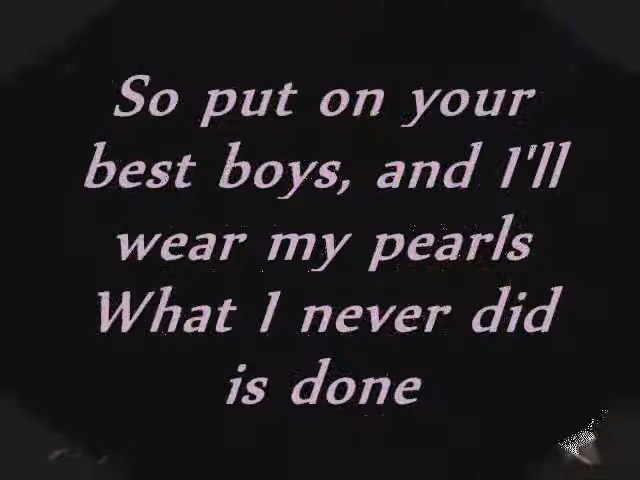 So put on your
best boys, and I'll
wear my pearls
What I never did
is done